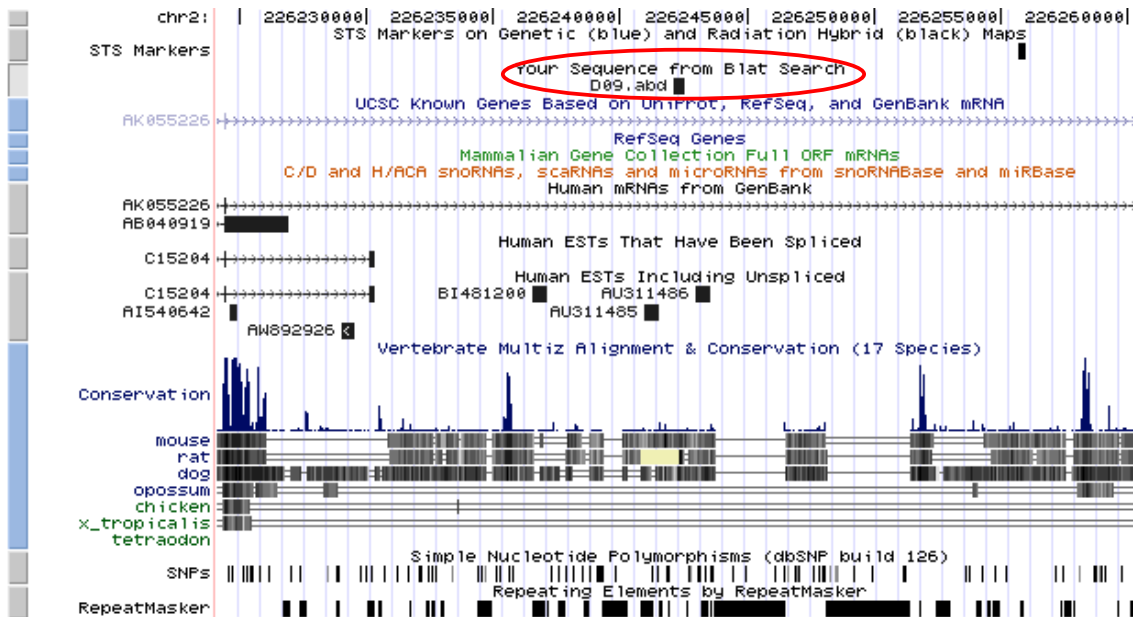 chr2: | 226230000| 226235000| 226240000| 226245000| 226250000| 226255000| 226260000|
STS Markers on Genetic (blue) and Radiation Hybrid (black) Maps
STS Markers
Your Sequence from Blat Search
D09.abd
UCSC Known Genes Based on UniProt, RefSeq, and GenBank mRNA
AK055226
RefSeq Genes
Mammalian Gene Collection Full ORF mRNAs
C/D and H/ACA snoRNAs, scaRNAs and microRNAs from snoRNABase and miRBase
Human mRNAs from GenBank
AK055226
AB040919
Human ESTs That Have Been Spliced
C15204
Human ESTs Including Unspliced
C15204 BI481200 AU311486
AI540642 AU311485
AW892926
Vertebrate Multiz Alignment & Conservation (17 Species)
Conservation
mouse
rat
dog
opossum
chicken
x_tropicalis
tetraodon
Simple Nucleotide Polymorphisms (dbSNP build 126)
SNPs
Repeating Elements by RepeatMasker
RepeatMasker